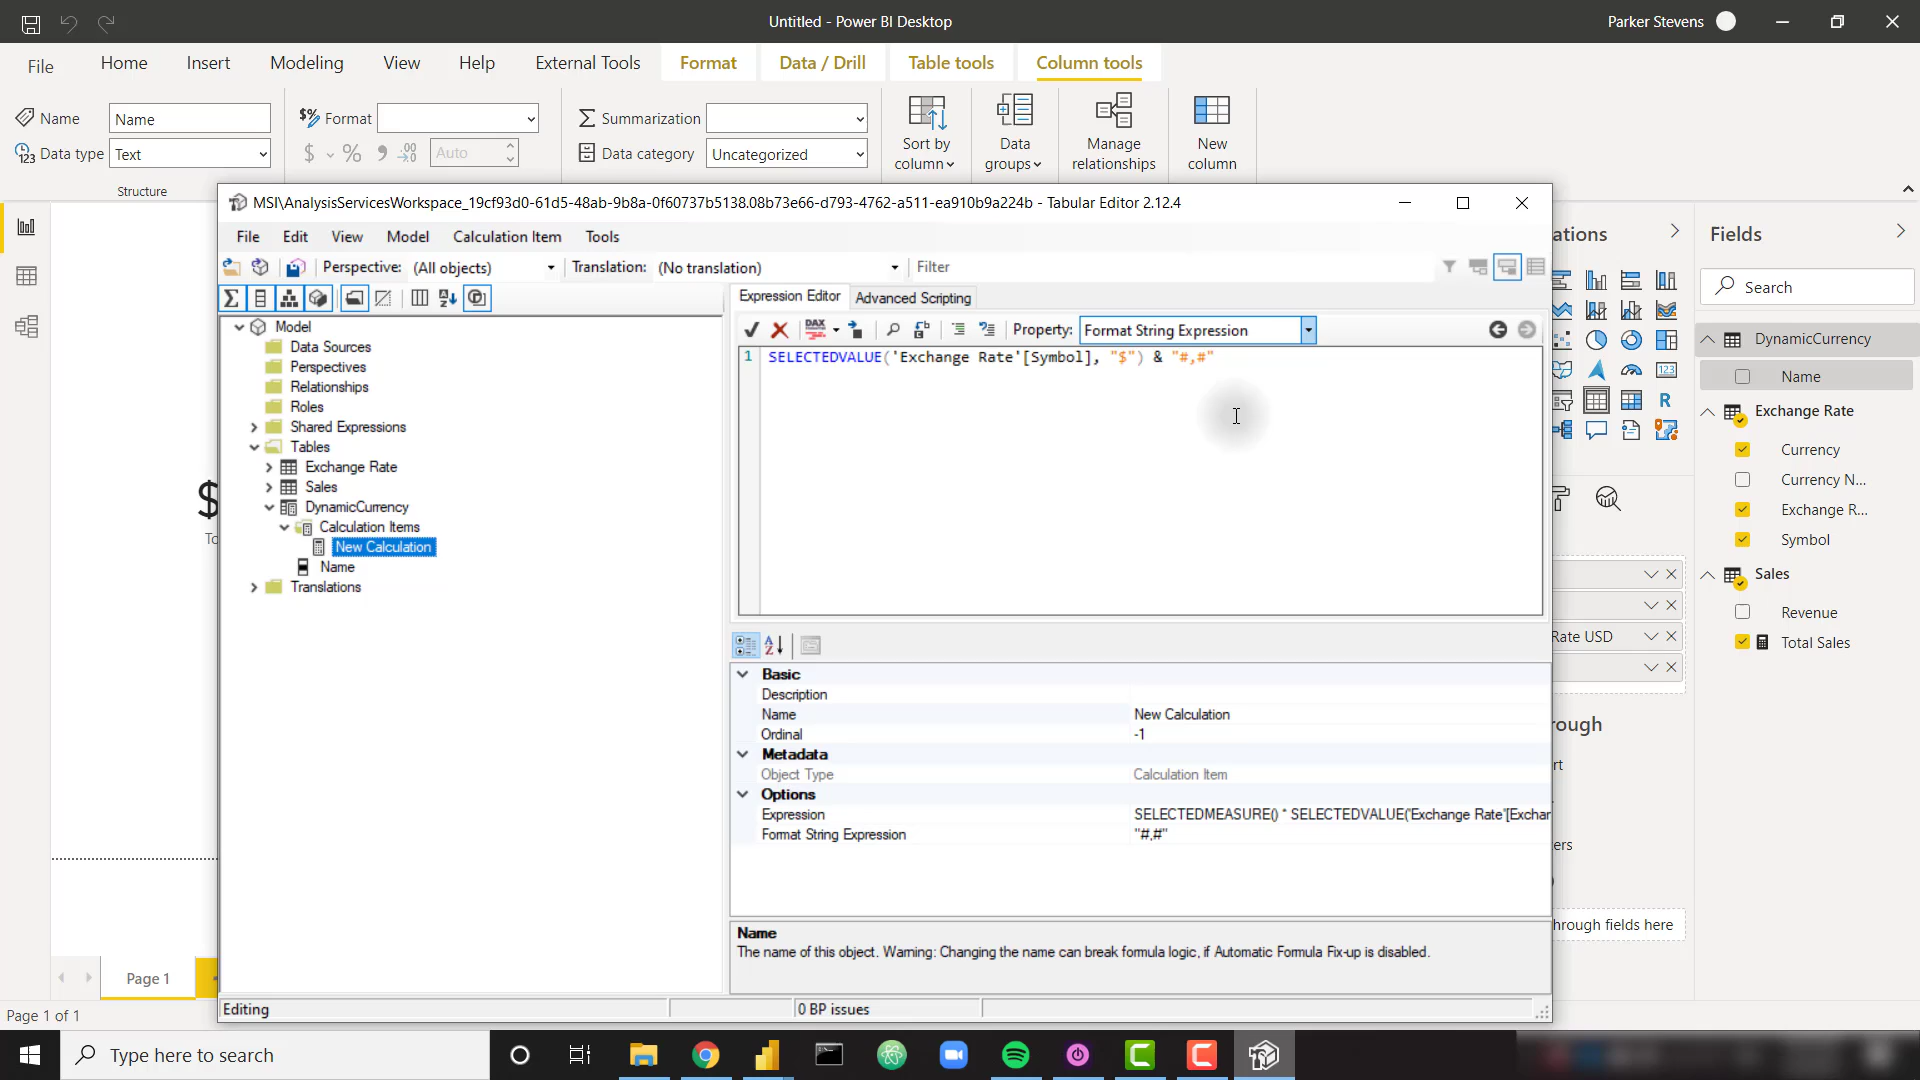 Untitled - Power BI Desktop
Parker Stevens
File
Home
Insert
Modeling
View
Help
External Tools
Format
Data / Drill
Table tools
Column tools
Name
Name
Data type
Text
Structure
$% Format
$ % 9 .00
Auto
Summarization
Data category
Uncategorized
Sort by
column
Data
groups
Manage
relationships
New
column
MSI\AnalysisServicesWorkspace_19cf93d0-61d5-48ab-9b8a-0f60737b5138.08b73e66-d793-4762-a511-ea910b9a224b - Tabular Editor 2.12.4
File
Edit
View
Model
Calculation Item
Tools
Perspective:
(All objects)
Translation:
(No translation)
Filter
Model
Data Sources
Perspectives
Relationships
Roles
Shared Expressions
Tables
Exchange Rate
Sales
DynamicCurrency
Calculation Items
New Calculation
Name
Translations
Expression Editor
Advanced Scripting
DAX
Property:
Format String Expression
1
SELECTEDVALUE('Exchange Rate'[Symbol], "$") & "#,#"
Basic
Description
Name
New Calculation
Ordinal
-1
Metadata
Object Type
Calculation Item
Options
Expression
SELECTEDMEASURE() * SELECTEDVALUE('Exchange Rate'[Exchar
Format String Expression
"#,#"
Name
The name of this object. Warning: Changing the name can break formula logic, if Automatic Formula Fix-up is disabled.
Editing
0 BP issues
$
To
ations
Rate USD
rough
rt
ers
hrough fields here
Fields
Search
DynamicCurrency
Name
Exchange Rate
Currency
Currency N...
Exchange R...
Symbol
Sales
Revenue
Total Sales
Page 1
Page 1 of 1
Type here to search